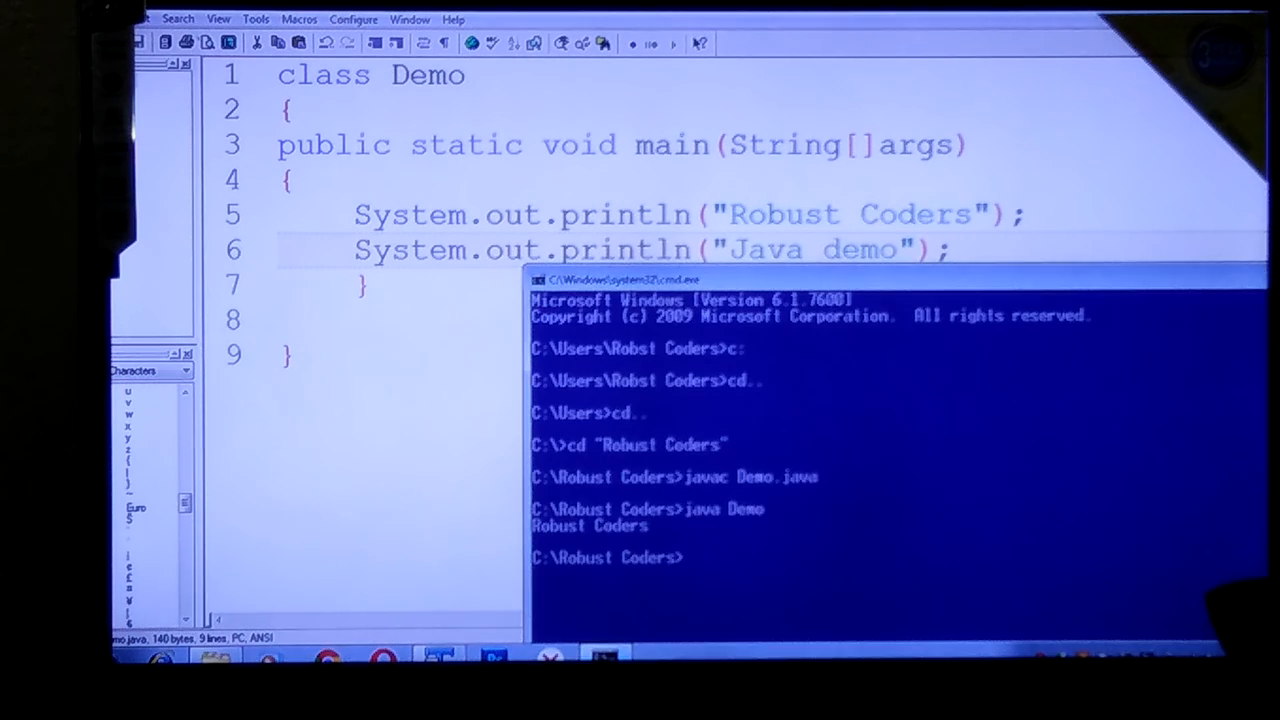 Search View Tools Macros Configure Window Help
1 class Demo
2 {
3 public static void main(String[]args)
4 {
5 System.out.println("Robust Coders");
6 System.out.println("Java demo");
7 }
8
9 }
C:\Windows\system32\cmd.exe
Microsoft Windows [Version 6.1.7600]
Copyright (c) 2009 Microsoft Corporation. All rights reserved.
C:\Users\Robst Coders>c:
C:\Users\Robst Coders>cd..
C:\Users>cd..
C:\>cd "Robust Coders"
C:\Robust Coders>javac Demo.java
C:\Robust Coders>java Demo
Robust Coders
C:\Robust Coders>
Characters
u
v
w
x
y
z
{
|
}
~
Euro
mo.java, 140 bytes, 9 lines, PC, ANSI